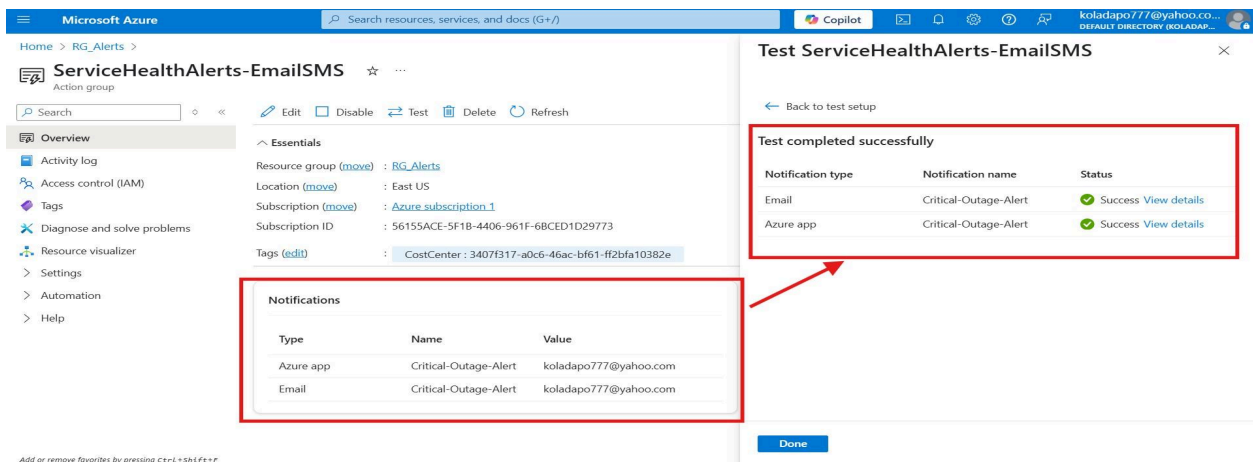 Microsoft Azure
Search resources, services, and docs (G+/)
Copilot
koladapo777@yahoo.co...
DEFAULT DIRECTORY (KOLADAP...
Home > RG_Alerts >
ServiceHealthAlerts-EmailSMS
Action group
Search
Edit Disable Test Delete Refresh
Overview
Activity log
Access control (IAM)
Tags
Diagnose and solve problems
Resource visualizer
Settings
Automation
Help
Essentials
Resource group (move) : RG_Alerts
Location (move) : East US
Subscription (move) : Azure subscription 1
Subscription ID : 56155ACE-5F1B-4406-961F-6BCED1D29773
Tags (edit) : CostCenter : 3407f317-a0c6-46ac-bf61-ff2bfa10382e
Notifications
Type Name Value
Azure app Critical-Outage-Alert koladapo777@yahoo.com
Email Critical-Outage-Alert koladapo777@yahoo.com
Add or remove favorites by pressing Ctrl+Shift+F
Test ServiceHealthAlerts-EmailSMS
Back to test setup
Test completed successfully
Notification type Notification name Status
Email Critical-Outage-Alert Success View details
Azure app Critical-Outage-Alert Success View details
Done